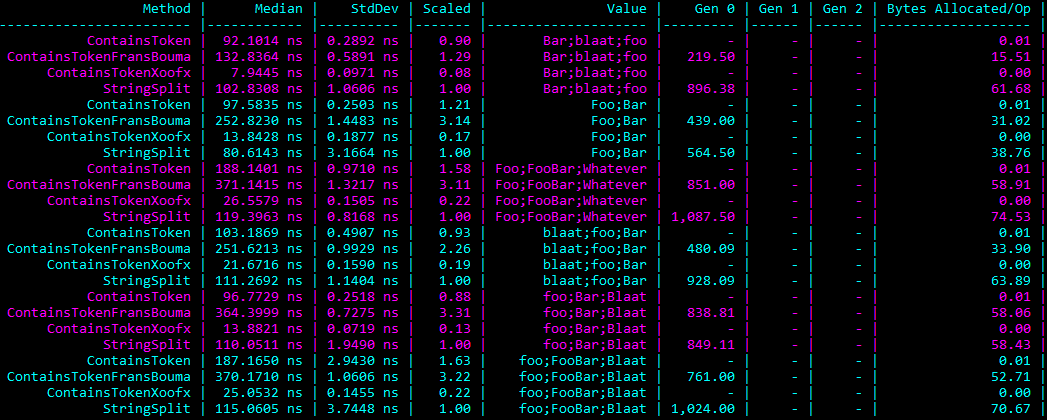 Method | Median | StdDev | Scaled | Value | Gen 0 | Gen 1 | Gen 2 | Bytes Allocated/Op |
---------------------- |------------ |---------- |------- |-------------------- |--------- |------ |------ |------------------- |
ContainsToken | 92.1014 ns | 0.2892 ns | 0.90 | Bar;blaat;foo | - | - | - | 0.01 |
ContainsTokenFransBouma | 132.8364 ns | 0.5891 ns | 1.29 | Bar;blaat;foo | 219.50 | - | - | 15.51 |
ContainsTokenXoofx | 7.9445 ns | 0.0971 ns | 0.08 | Bar;blaat;foo | - | - | - | 0.00 |
StringSplit | 102.8308 ns | 1.0606 ns | 1.00 | Bar;blaat;foo | 896.38 | - | - | 61.68 |
ContainsToken | 97.5835 ns | 0.2503 ns | 1.21 | Foo;Bar | - | - | - | 0.01 |
ContainsTokenFransBouma | 252.8230 ns | 1.4483 ns | 3.14 | Foo;Bar | 439.00 | - | - | 31.02 |
ContainsTokenXoofx | 13.8428 ns | 0.1877 ns | 0.17 | Foo;Bar | - | - | - | 0.00 |
StringSplit | 80.6143 ns | 3.1664 ns | 1.00 | Foo;Bar | 564.50 | - | - | 38.76 |
ContainsToken | 188.1401 ns | 0.9710 ns | 1.58 | Foo;FooBar;Whatever | - | - | - | 0.01 |
ContainsTokenFransBouma | 371.1415 ns | 1.3217 ns | 3.11 | Foo;FooBar;Whatever | 851.00 | - | - | 58.91 |
ContainsTokenXoofx | 26.5579 ns | 0.1505 ns | 0.22 | Foo;FooBar;Whatever | - | - | - | 0.00 |
StringSplit | 119.3963 ns | 0.8168 ns | 1.00 | Foo;FooBar;Whatever | 1,087.50 | - | - | 74.53 |
ContainsToken | 103.1869 ns | 0.4907 ns | 0.93 | blaat;foo;Bar | - | - | - | 0.01 |
ContainsTokenFransBouma | 251.6213 ns | 0.9929 ns | 2.26 | blaat;foo;Bar | 480.09 | - | - | 33.90 |
ContainsTokenXoofx | 21.6716 ns | 0.1590 ns | 0.19 | blaat;foo;Bar | - | - | - | 0.00 |
StringSplit | 111.2692 ns | 1.1404 ns | 1.00 | blaat;foo;Bar | 928.09 | - | - | 63.89 |
ContainsToken | 96.7729 ns | 0.2518 ns | 0.88 | foo;Bar;Blaat | - | - | - | 0.01 |
ContainsTokenFransBouma | 364.3999 ns | 0.7275 ns | 3.31 | foo;Bar;Blaat | 838.81 | - | - | 58.06 |
ContainsTokenXoofx | 13.8821 ns | 0.0719 ns | 0.13 | foo;Bar;Blaat | - | - | - | 0.00 |
StringSplit | 110.0511 ns | 1.9490 ns | 1.00 | foo;Bar;Blaat | 849.11 | - | - | 58.43 |
ContainsToken | 187.1650 ns | 2.9430 ns | 1.63 | foo;FooBar;Blaat | - | - | - | 0.01 |
ContainsTokenFransBouma | 370.1710 ns | 1.0606 ns | 3.22 | foo;FooBar;Blaat | 761.00 | - | - | 52.71 |
ContainsTokenXoofx | 25.0532 ns | 0.1455 ns | 0.22 | foo;FooBar;Blaat | - | - | - | 0.00 |
StringSplit | 115.0605 ns | 3.7448 ns | 1.00 | foo;FooBar;Blaat | 1,024.00 | - | - | 70.67 |